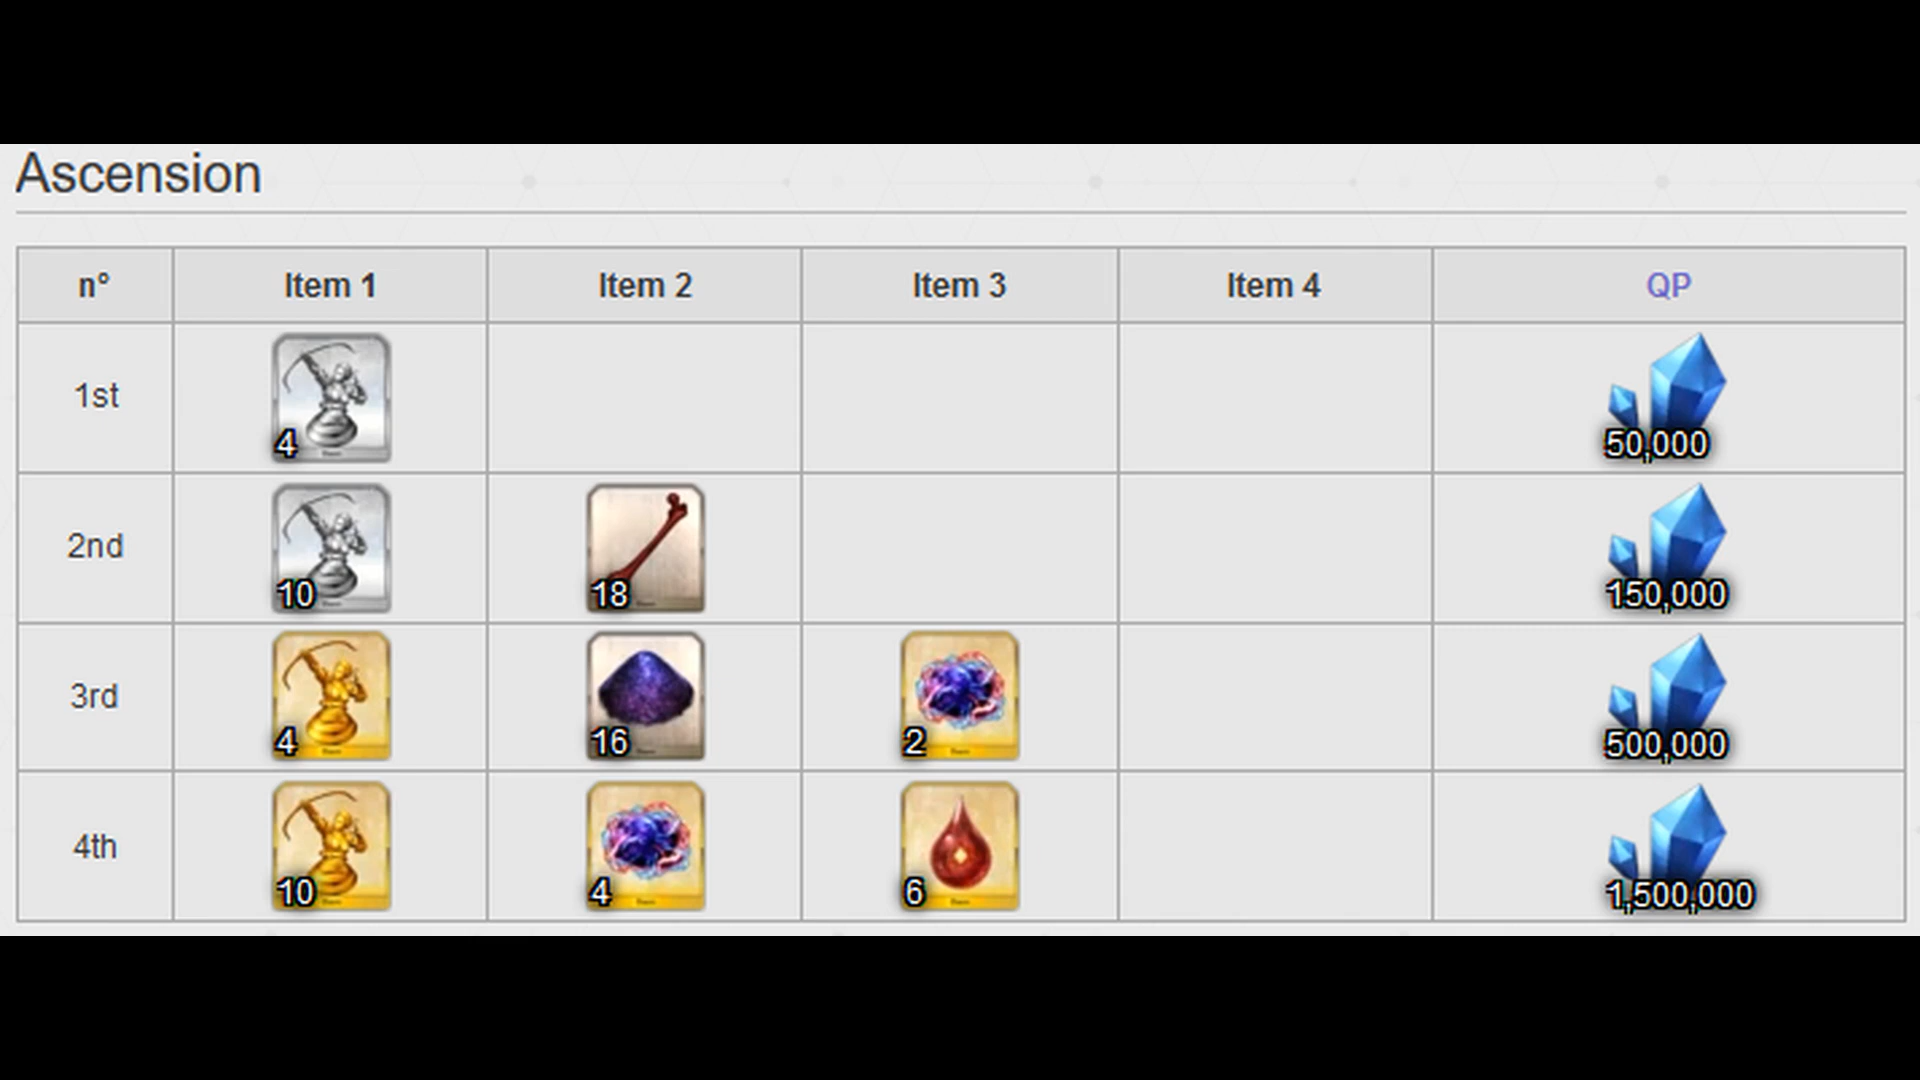 Ascension
nº Item 1 Item 2 Item 3 Item 4 QP
1st 4 50,000
2nd 10 18 150,000
3rd 4 16 2 500,000
4th 10 4 6 1,500,000